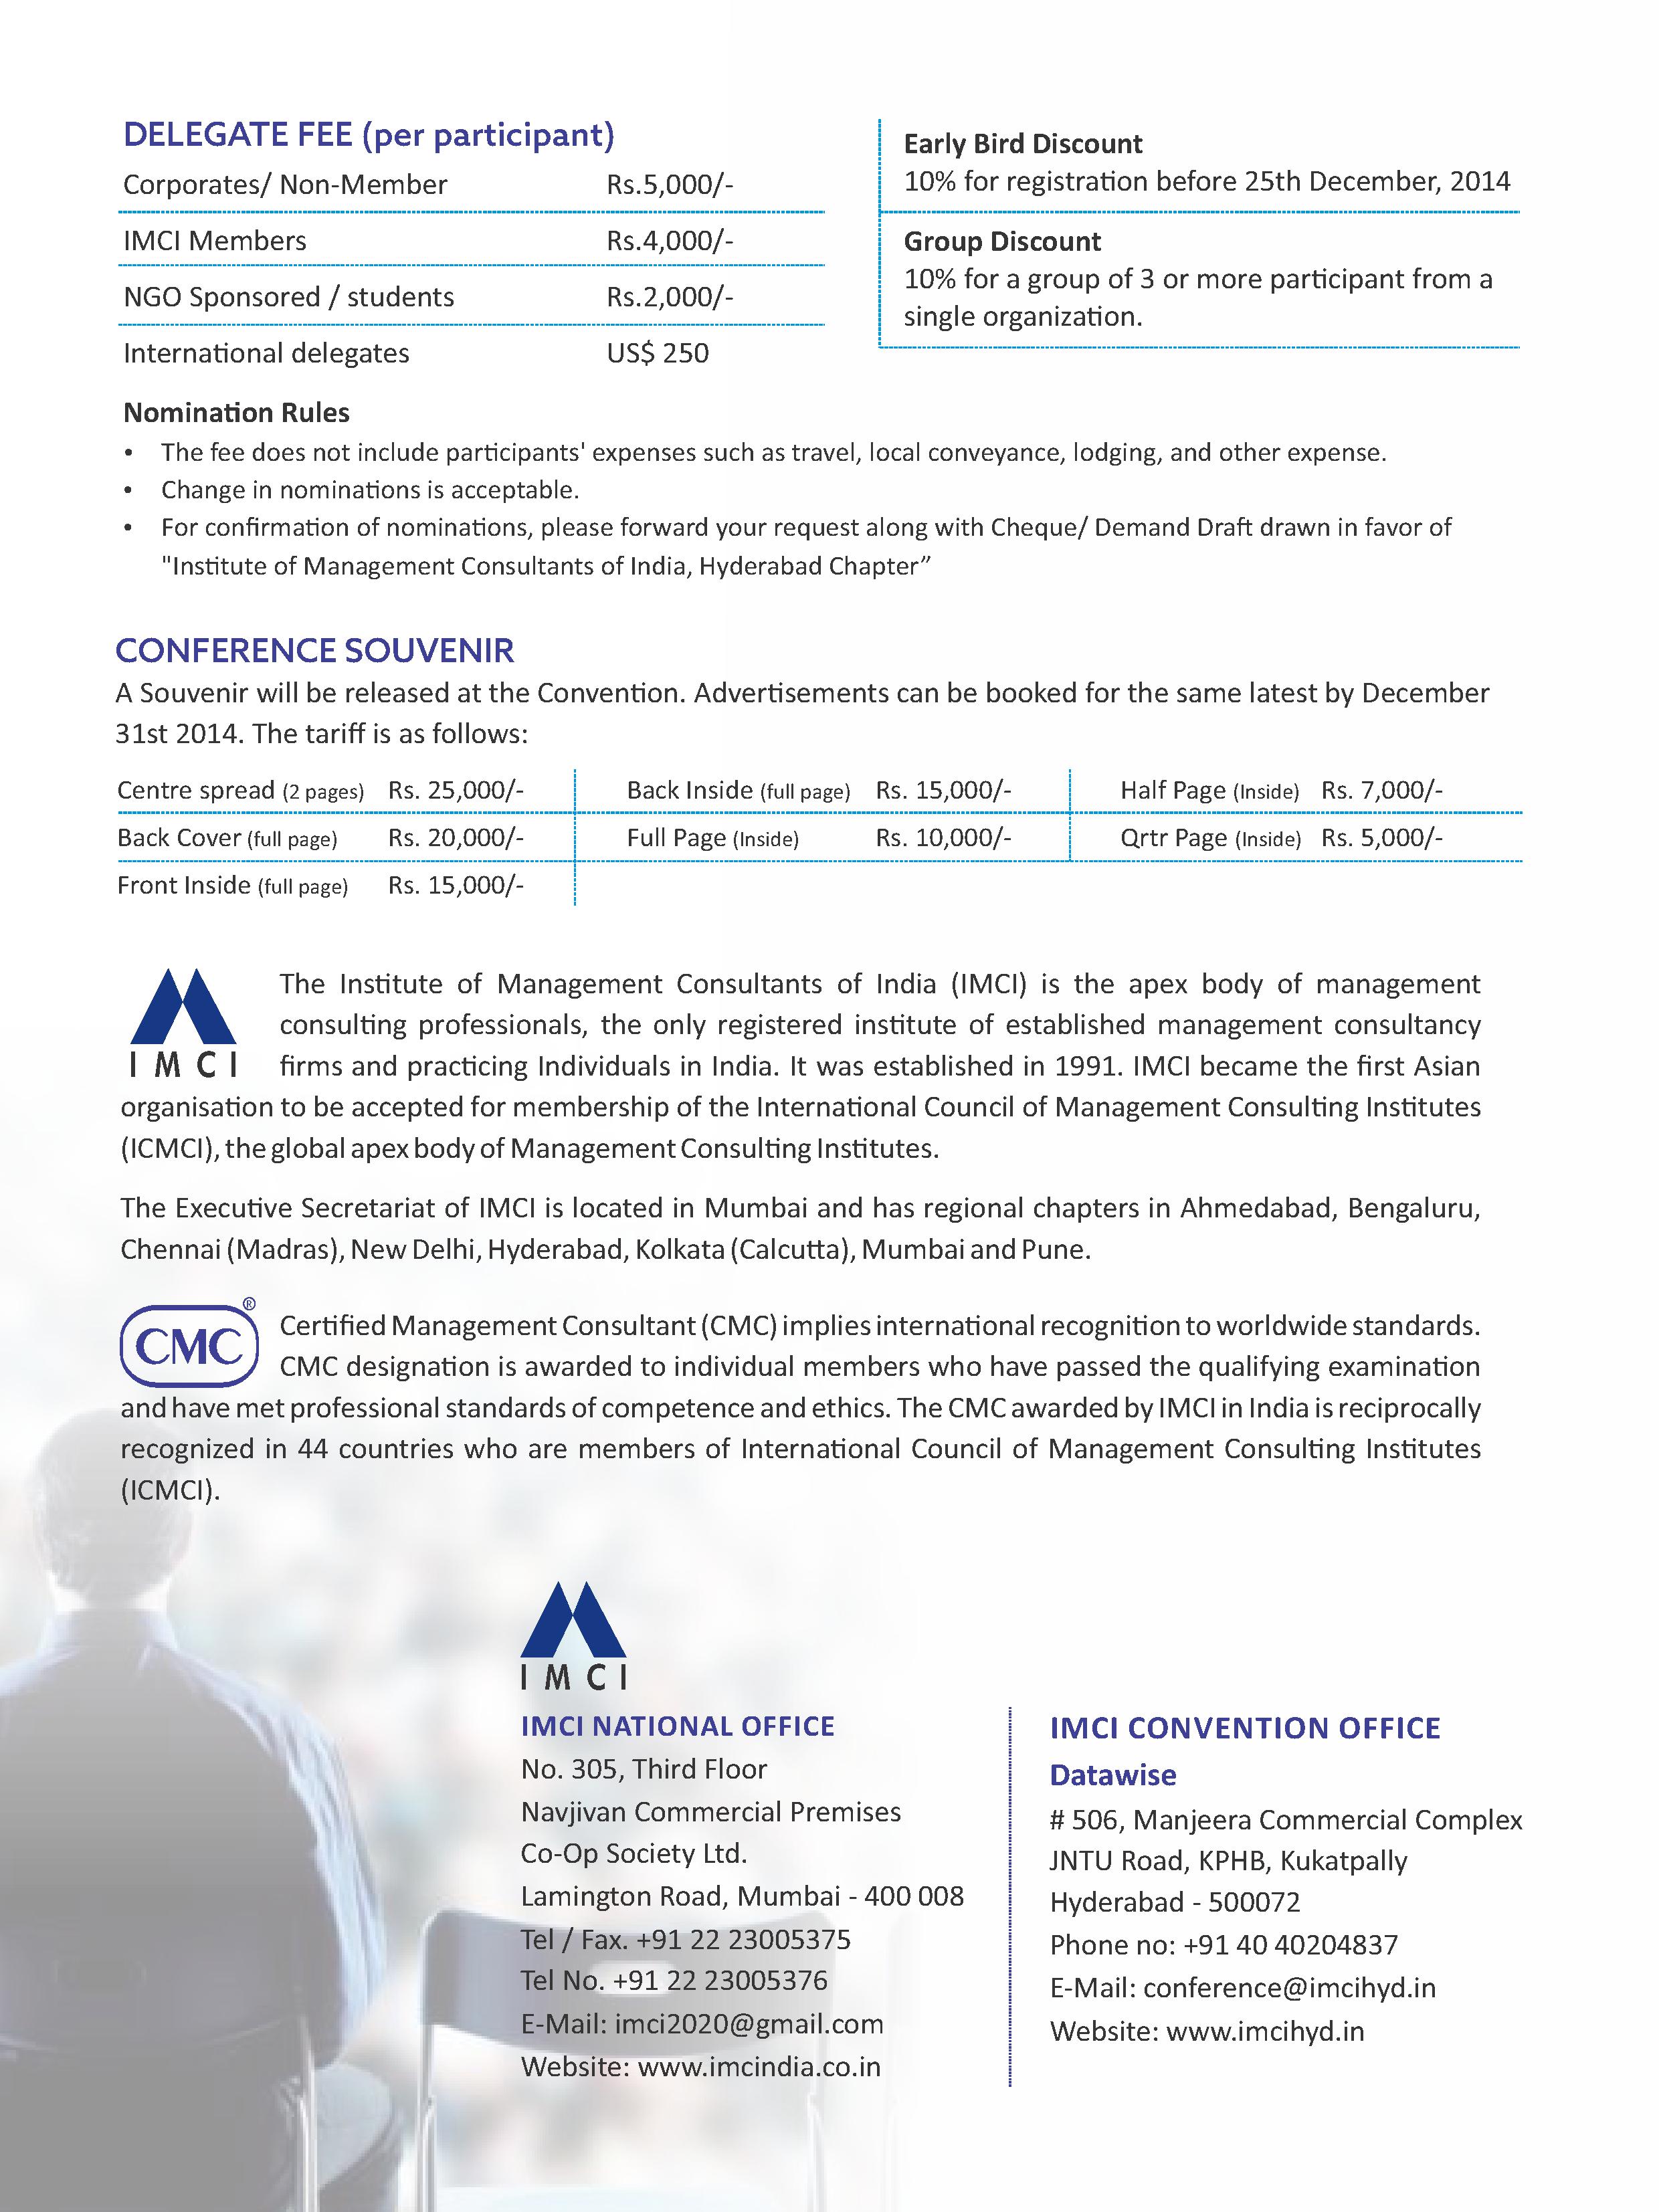 DELEGATE FEE (per participant)
Corporates/ Non-Member Rs.5,000/-
IMCI Members Rs.4,000/-
NGO Sponsored / students Rs.2,000/-
International delegates US$ 250
Early Bird Discount
10% for registration before 25th December, 2014
Group Discount
10% for a group of 3 or more participant from a
single organization.
Nomination Rules
• The fee does not include participants' expenses such as travel, local conveyance, lodging, and other expense.
• Change in nominations is acceptable.
• For confirmation of nominations, please forward your request along with Cheque/ Demand Draft drawn in favor of
"Institute of Management Consultants of India, Hyderabad Chapter”
CONFERENCE SOUVENIR
A Souvenir will be released at the Convention. Advertisements can be booked for the same latest by December
31st 2014. The tariff is as follows:
Centre spread (2 pages) Rs. 25,000/- Back Inside (full page) Rs. 15,000/- Half Page (Inside) Rs. 7,000/-
Back Cover (full page) Rs. 20,000/- Full Page (Inside) Rs. 10,000/- Qrtr Page (Inside) Rs. 5,000/-
Front Inside (full page) Rs. 15,000/-
IMCI
The Institute of Management Consultants of India (IMCI) is the apex body of management
consulting professionals, the only registered institute of established management consultancy
firms and practicing Individuals in India. It was established in 1991. IMCI became the first Asian
organisation to be accepted for membership of the International Council of Management Consulting Institutes
(ICMCI), the global apex body of Management Consulting Institutes.
The Executive Secretariat of IMCI is located in Mumbai and has regional chapters in Ahmedabad, Bengaluru,
Chennai (Madras), New Delhi, Hyderabad, Kolkata (Calcutta), Mumbai and Pune.
CMC®
Certified Management Consultant (CMC) implies international recognition to worldwide standards.
CMC designation is awarded to individual members who have passed the qualifying examination
and have met professional standards of competence and ethics. The CMC awarded by IMCI in India is reciprocally
recognized in 44 countries who are members of International Council of Management Consulting Institutes
(ICMCI).
IMCI
IMCI NATIONAL OFFICE
No. 305, Third Floor
Navjivan Commercial Premises
Co-Op Society Ltd.
Lamington Road, Mumbai - 400 008
Tel / Fax. +91 22 23005375
Tel No. +91 22 23005376
E-Mail: imci2020@gmail.com
Website: www.imcindia.co.in
IMCI CONVENTION OFFICE
Datawise
# 506, Manjeera Commercial Complex
JNTU Road, KPHB, Kukatpally
Hyderabad - 500072
Phone no: +91 40 40204837
E-Mail: conference@imcihyd.in
Website: www.imcihyd.in